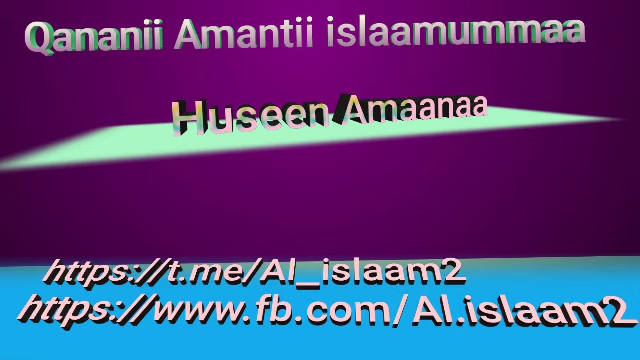 Qananii Amantii islaamummaa
Huseen Amaanaa
https://t.me/Al_islaam2
https://www.fb.com/Al.islaam2